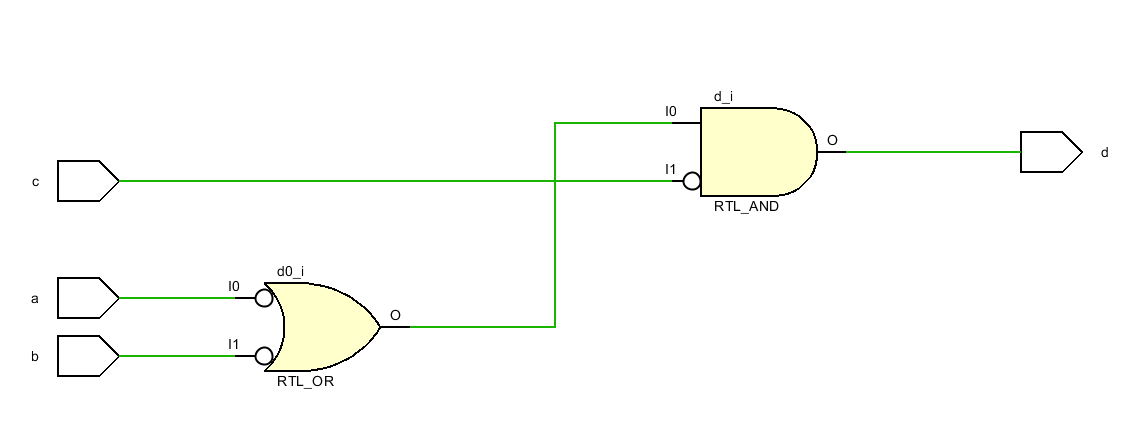 d_i
I0
O
I1
RTL_AND
d
c
d0_i
a
I0
O
b
I1
RTL_OR